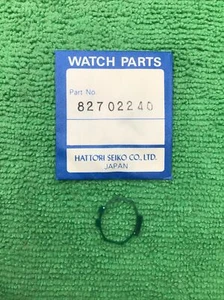 WATCH PARTS
Part No.
82702240
HATTORI SEIKO CO., LTD.
JAPAN